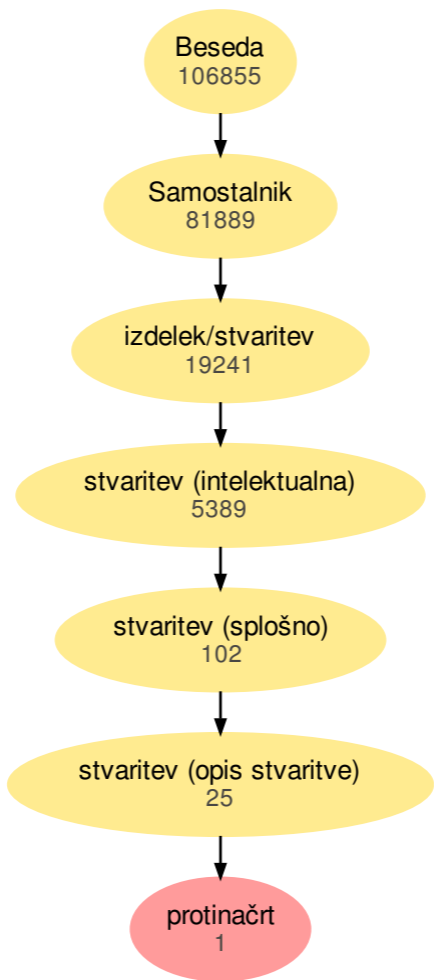 Beseda
106855
Samostalnik
81889
izdelek/stvaritev
19241
stvaritev (intelektualna)
5389
stvaritev (splošno)
102
stvaritev (opis stvaritve)
25
protinačrt
1